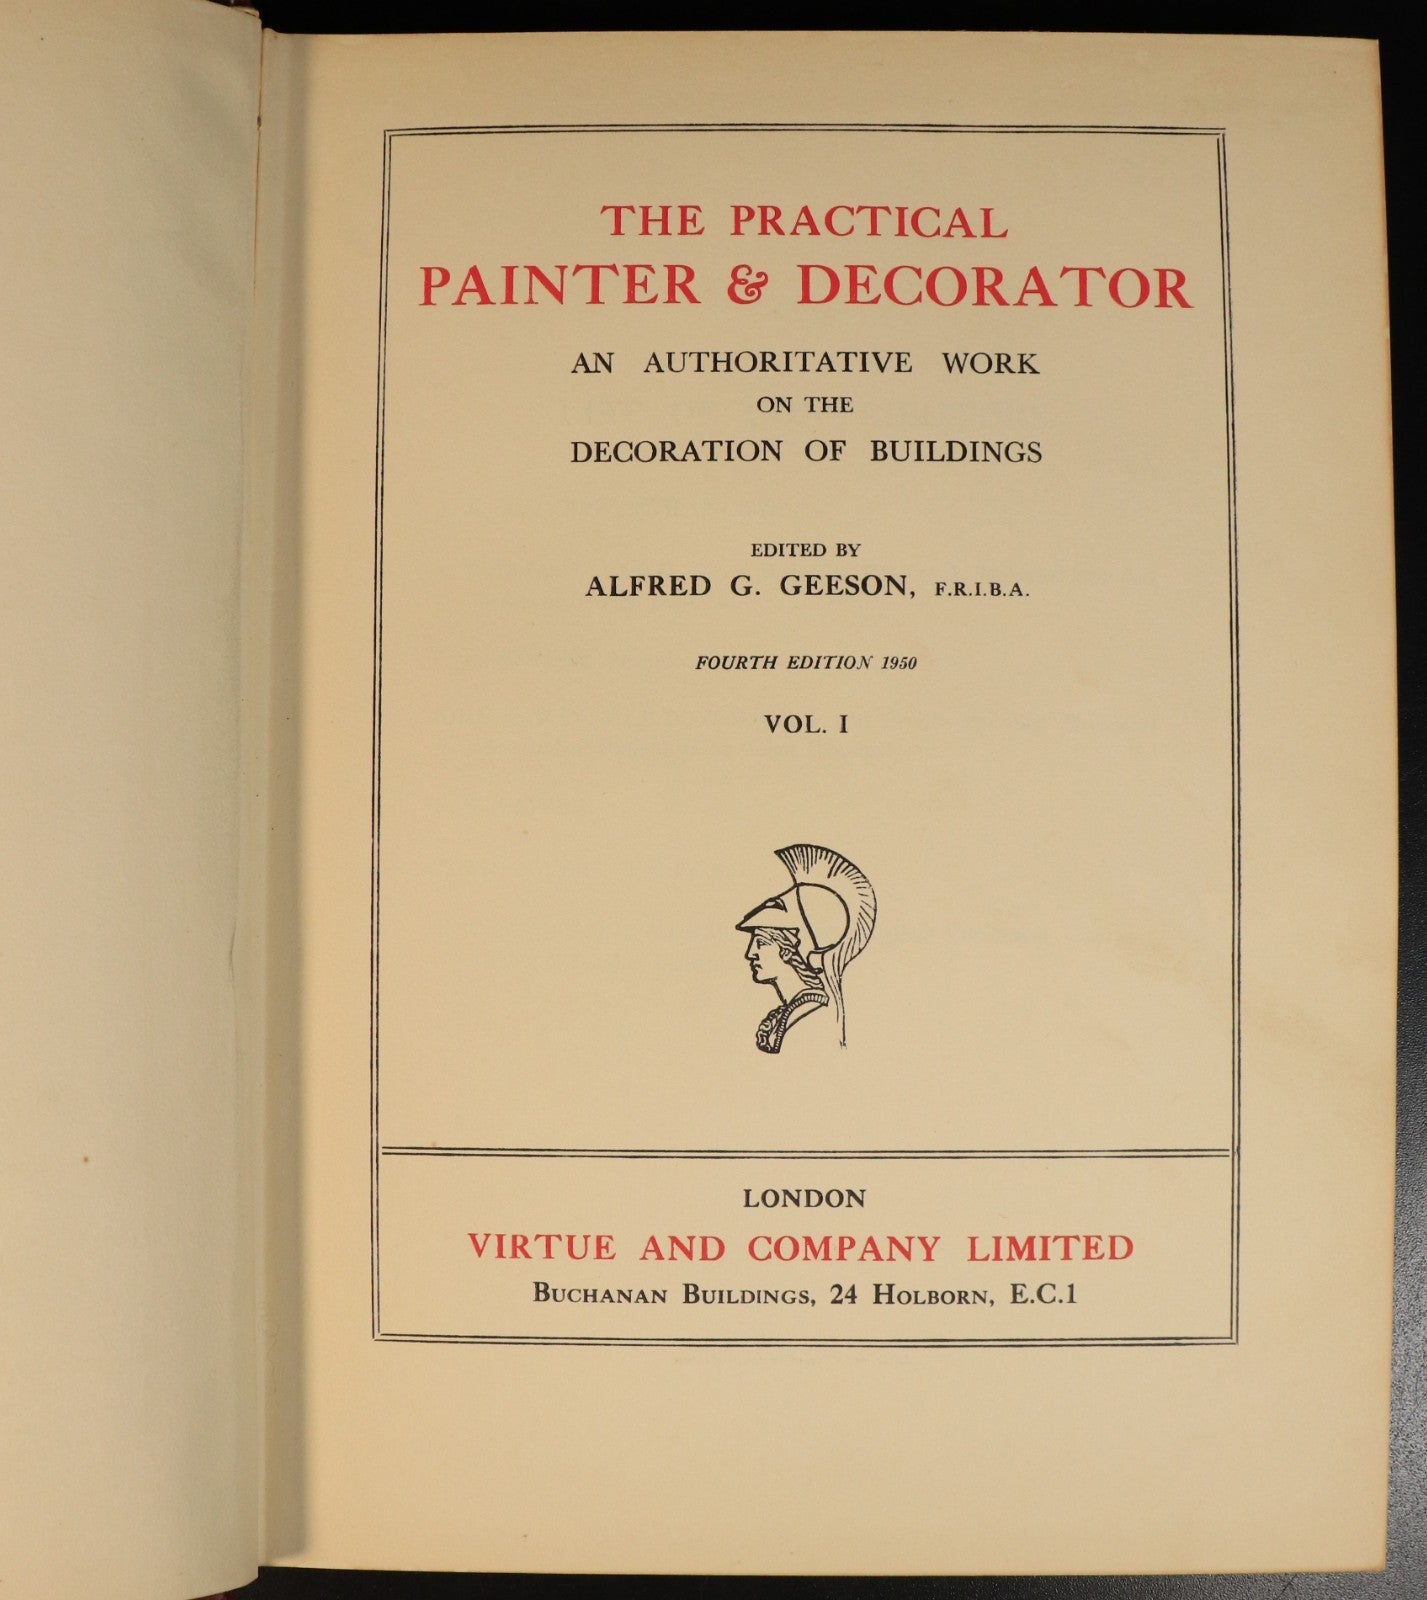 THE PRACTICAL
PAINTER & DECORATOR
AN AUTHORITATIVE WORK
ON THE
DECORATION OF BUILDINGS
EDITED BY
ALFRED G. GEESON, F.R.I.B.A.
FOURTH EDITION 1950
VOL. I
LONDON
VIRTUE AND COMPANY LIMITED
BUCHANAN BUILDINGS, 24 HOLBORN, E.C.1